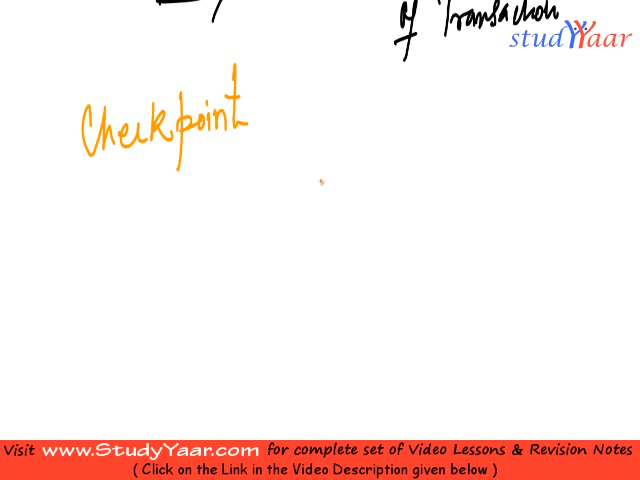 of Transaction
studYYaar
Checkpoint
Visit www.StudyYaar.com for complete set of Video Lessons & Revision Notes
( Click on the Link in the Video Description given below )